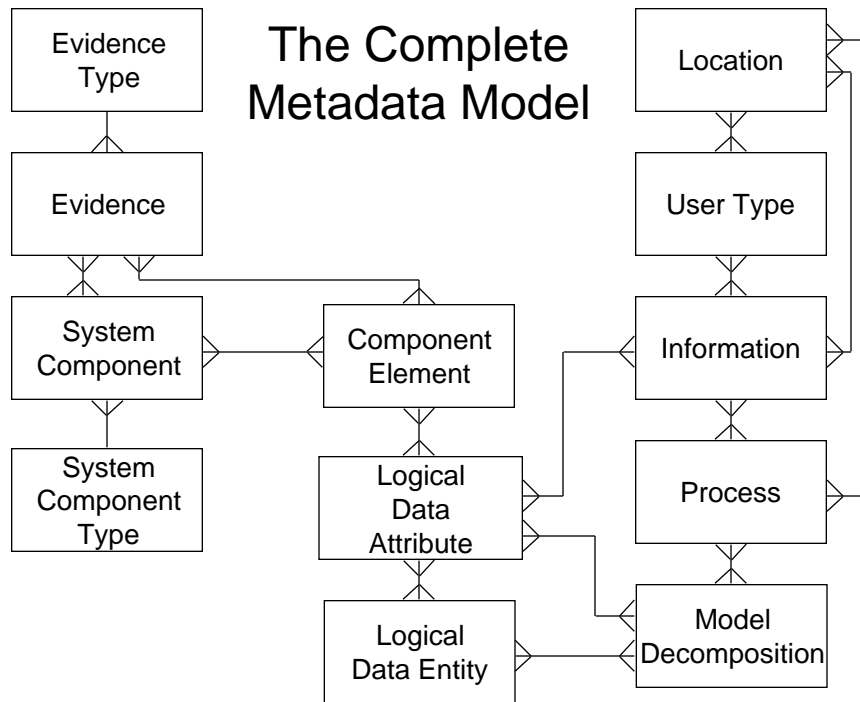 The Complete
Metadata Model
Evidence
Type
Location
Evidence
User Type
System
Component
Component
Element
Information
System
Component
Type
Logical
Data
Attribute
Process
Logical
Data Entity
Model
Decomposition